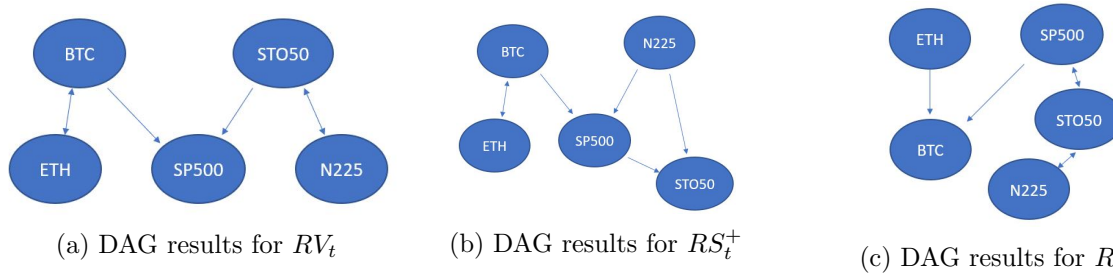 BTC
STO50
ETH
SP500
N225
(a) DAG results for RV_t
BTC
N225
ETH
SP500
STO50
(b) DAG results for RS_t^+
ETH
SP500
STO50
BTC
N225
(c) DAG results for R